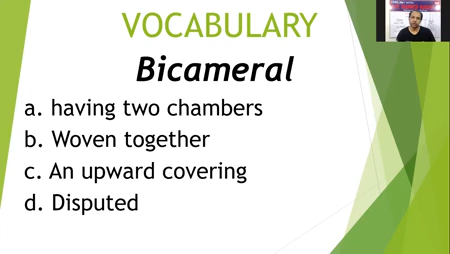 VOCABULARY
Bicameral
a. having two chambers
b. Woven together
c. An upward covering
d. Disputed